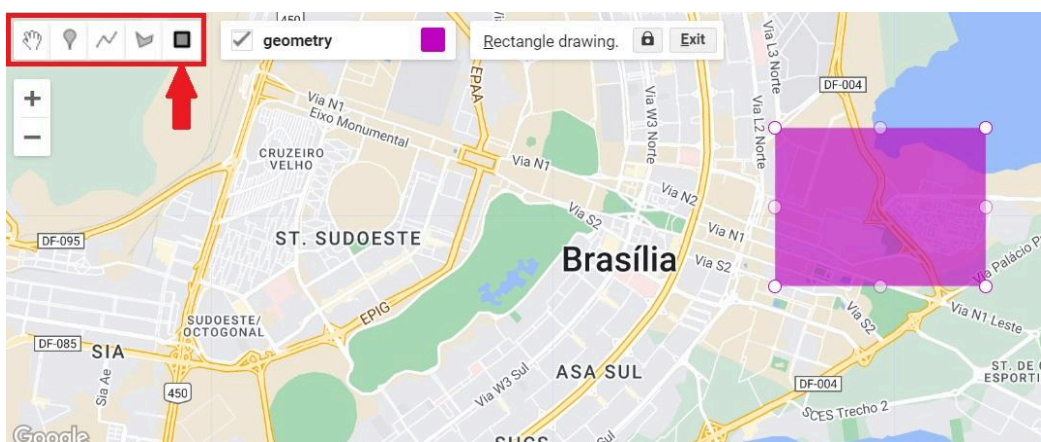 geometry
Rectangle drawing.
Exit
450
EPAA
Via L3 Norte
DF-004
+
−
Via N1
Eixo Monumental
Via W3 Norte
Via L2 Norte
CRUZEIRO
VELHO
Via N1
Via N2
Via S2
Via N1
DF-095
ST. SUDOESTE
Brasília
Via S2
Via Palácio P
SUDOESTE/
OCTOGONAL
EPIG
Via S2
Via N1 Leste
DF-085
SIA
Sia Ae
450
Via W3 Sul
ASA SUL
DF-004
ST. DE
ESPORTI
SCES Trecho 2
Google
Sul